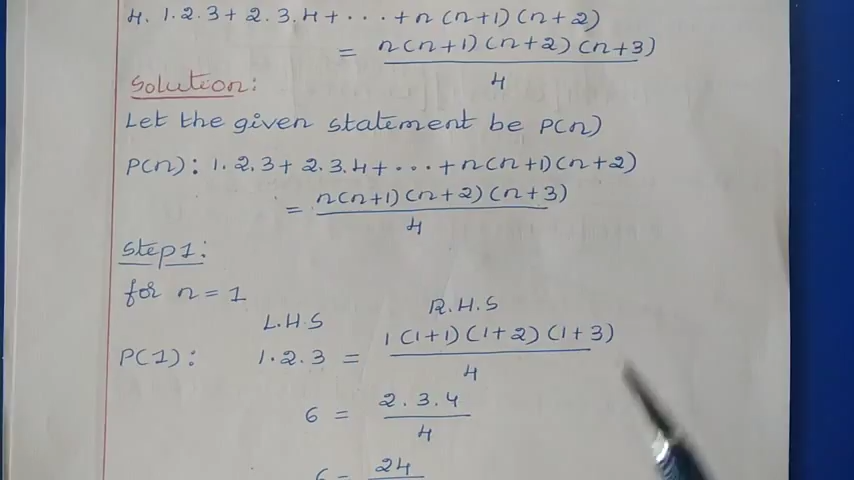 4. 1.2.3 + 2.3.4 + ... + n(n+1)(n+2)
= n(n+1)(n+2)(n+3)
4
Solution:
Let the given statement be P(n)
P(n): 1.2.3 + 2.3.4 + ... + n(n+1)(n+2)
= n(n+1)(n+2)(n+3)
4
Step1:
for n = 1
L.H.S R.H.S
P(1): 1.2.3 = 1(1+1)(1+2)(1+3)
4
6 = 2.3.4
4
6 = 24